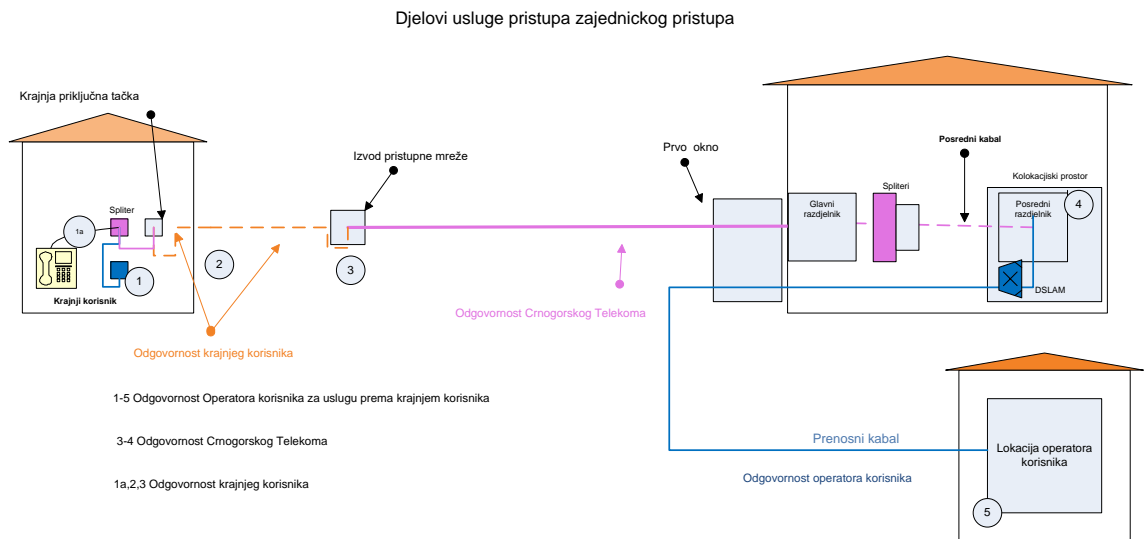 Djelovi usluge pristupa zajednickog pristupa
Krajnja priključna tačka
Izvod pristupne mreže
Prvo okno
Posredni kabal
Kolokacjiski prostor
Spliter
1a
1
Krajnji korisnik
2
3
Glavni
razdjelnik
Spliteri
Posredni
razdjelnik
4
DSLAM
Odgovornost Crnogorskog Telekoma
Odgovornost krajnjeg korisnika
1-5 Odgovornost Operatora korisnika za uslugu prema krajnjem korisnika
3-4 Odgovornost Crnogorskog Telekoma
1a,2,3 Odgovornost krajnjeg korisnika
Prenosni kabal
Odgovornost operatora korisnika
Lokacija operatora
korisnika
5